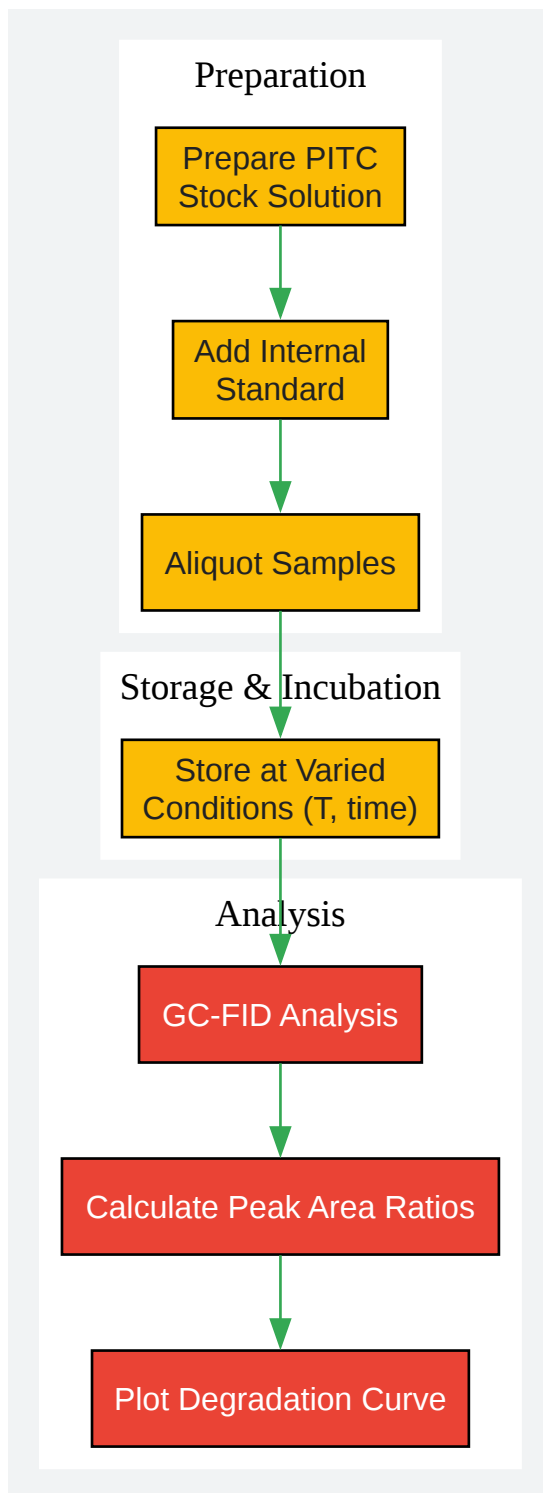 Preparation
Prepare PITC
Stock Solution
Add Internal
Standard
Aliquot Samples
Storage & Incubation
Store at Varied
Conditions (T, time)
Analysis
GC-FID Analysis
Calculate Peak Area Ratios
Plot Degradation Curve